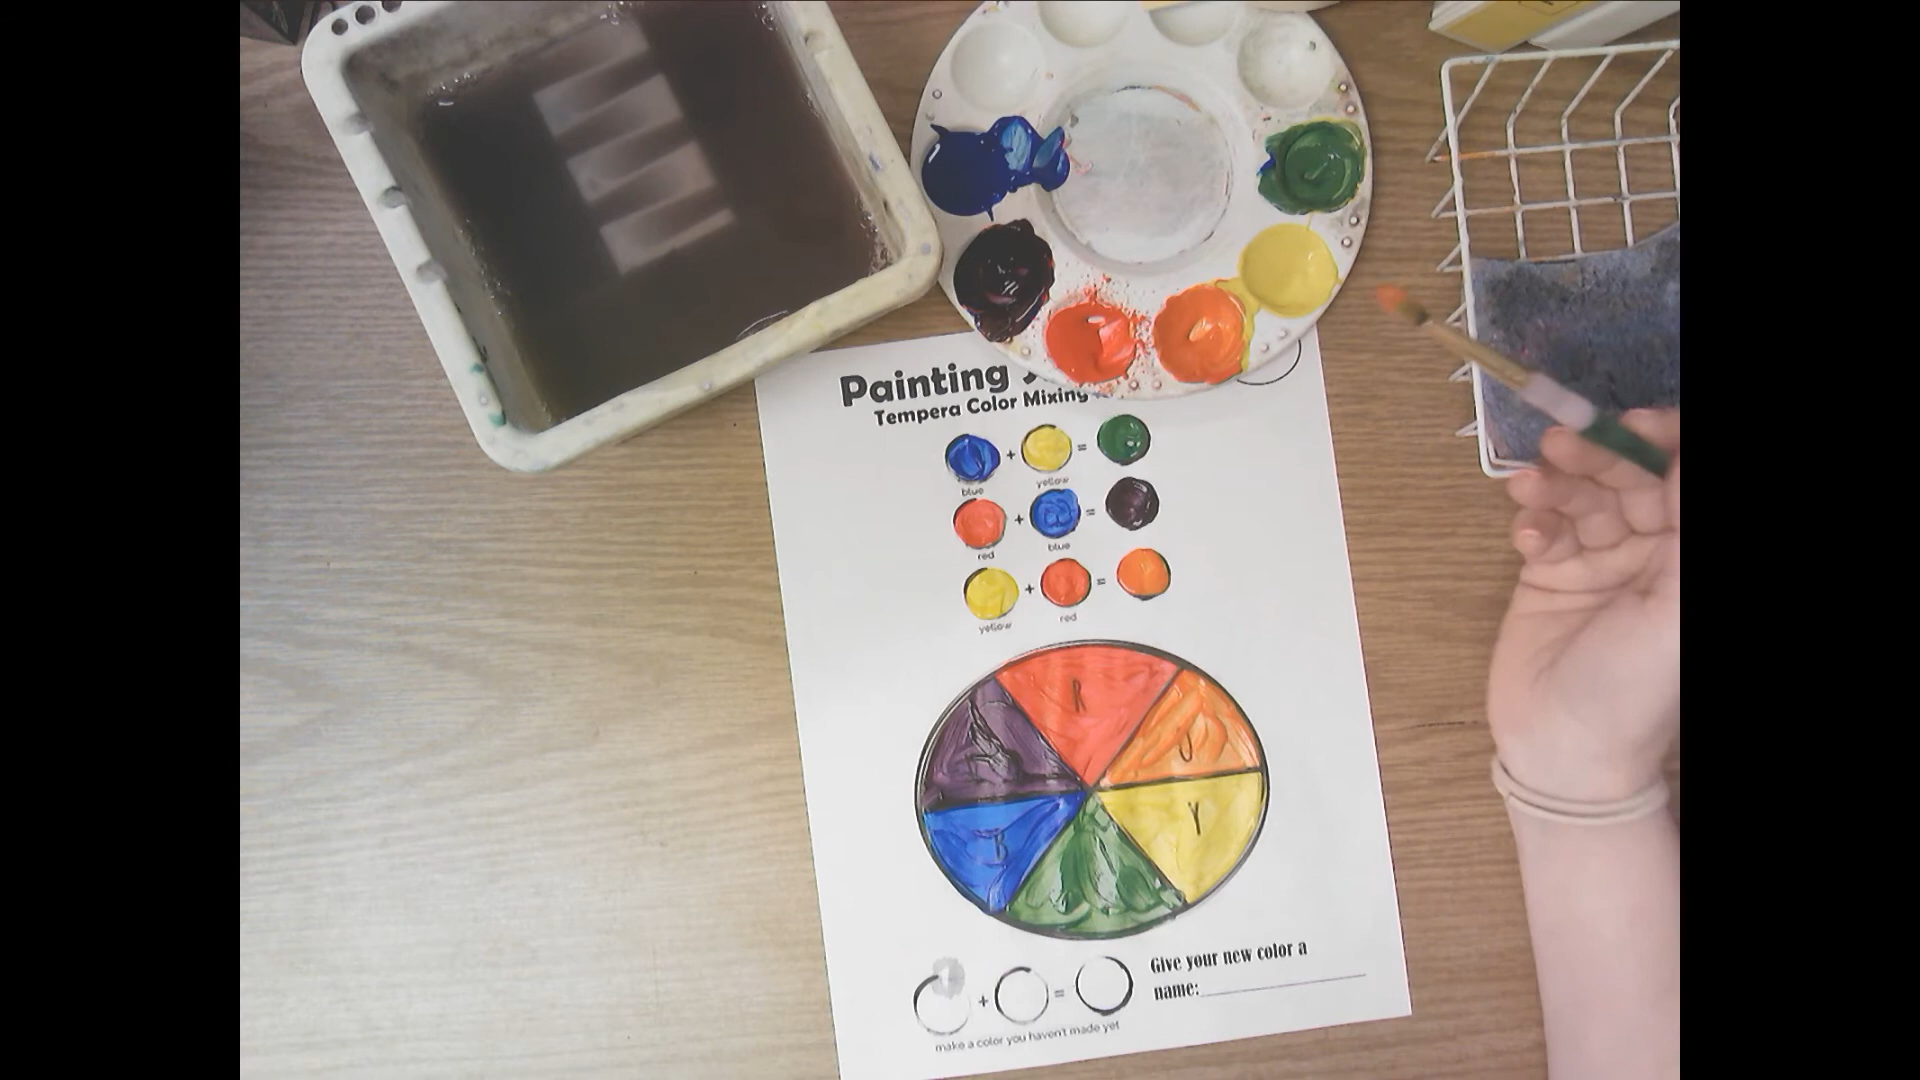 Painting
Tempera Color Mixing
+ =
blue yellow
+ =
red blue
+ =
yellow red
R
O
Y
B
+ =
make a color you haven't made yet
Give your new color a
name: